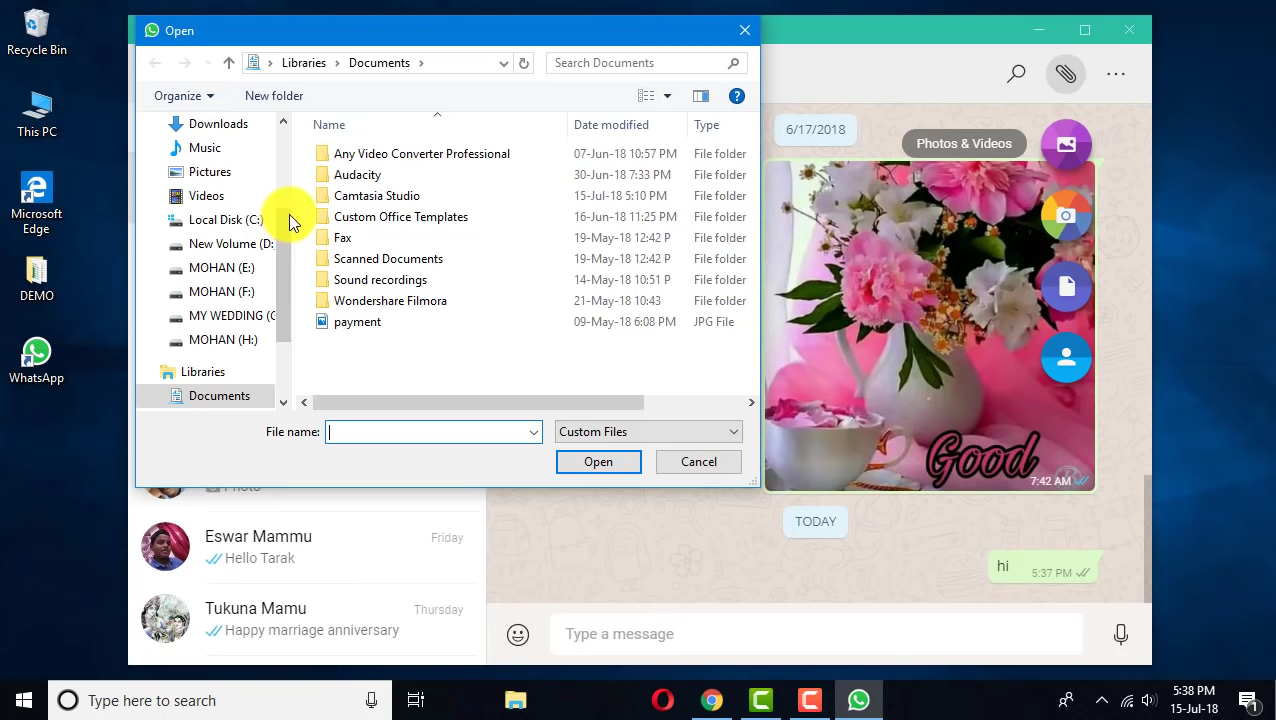 Recycle Bin
This PC
Microsoft
Edge
DEMO
WhatsApp
Open
Libraries
Documents
Search Documents
Organize
New folder
Downloads
Music
Pictures
Videos
Local Disk (C:)
New Volume (D:
MOHAN (E:)
MOHAN (F:)
MY WEDDING (G
MOHAN (H:)
Libraries
Documents
Name Date modified Type
Any Video Converter Professional 07-Jun-18 10:57 PM File folder
Audacity 30-Jun-18 7:33 PM File folder
Camtasia Studio 15-Jul-18 5:10 PM File folder
Custom Office Templates 16-Jun-18 11:25 PM File folder
Fax 19-May-18 12:42 P File folder
Scanned Documents 19-May-18 12:42 P File folder
Sound recordings 14-May-18 10:51 P File folder
Wondershare Filmora 21-May-18 10:43 File folder
payment 09-May-18 6:08 PM JPG File
File name:
Custom Files
Open
Cancel
Eswar Mammu Friday
Hello Tarak
Tukuna Mamu Thursday
Happy marriage anniversary
6/17/2018
Photos & Videos
Good
7:42 AM
TODAY
hi
5:37 PM
Type a message
Type here to search
5:38 PM
15-Jul-18
1